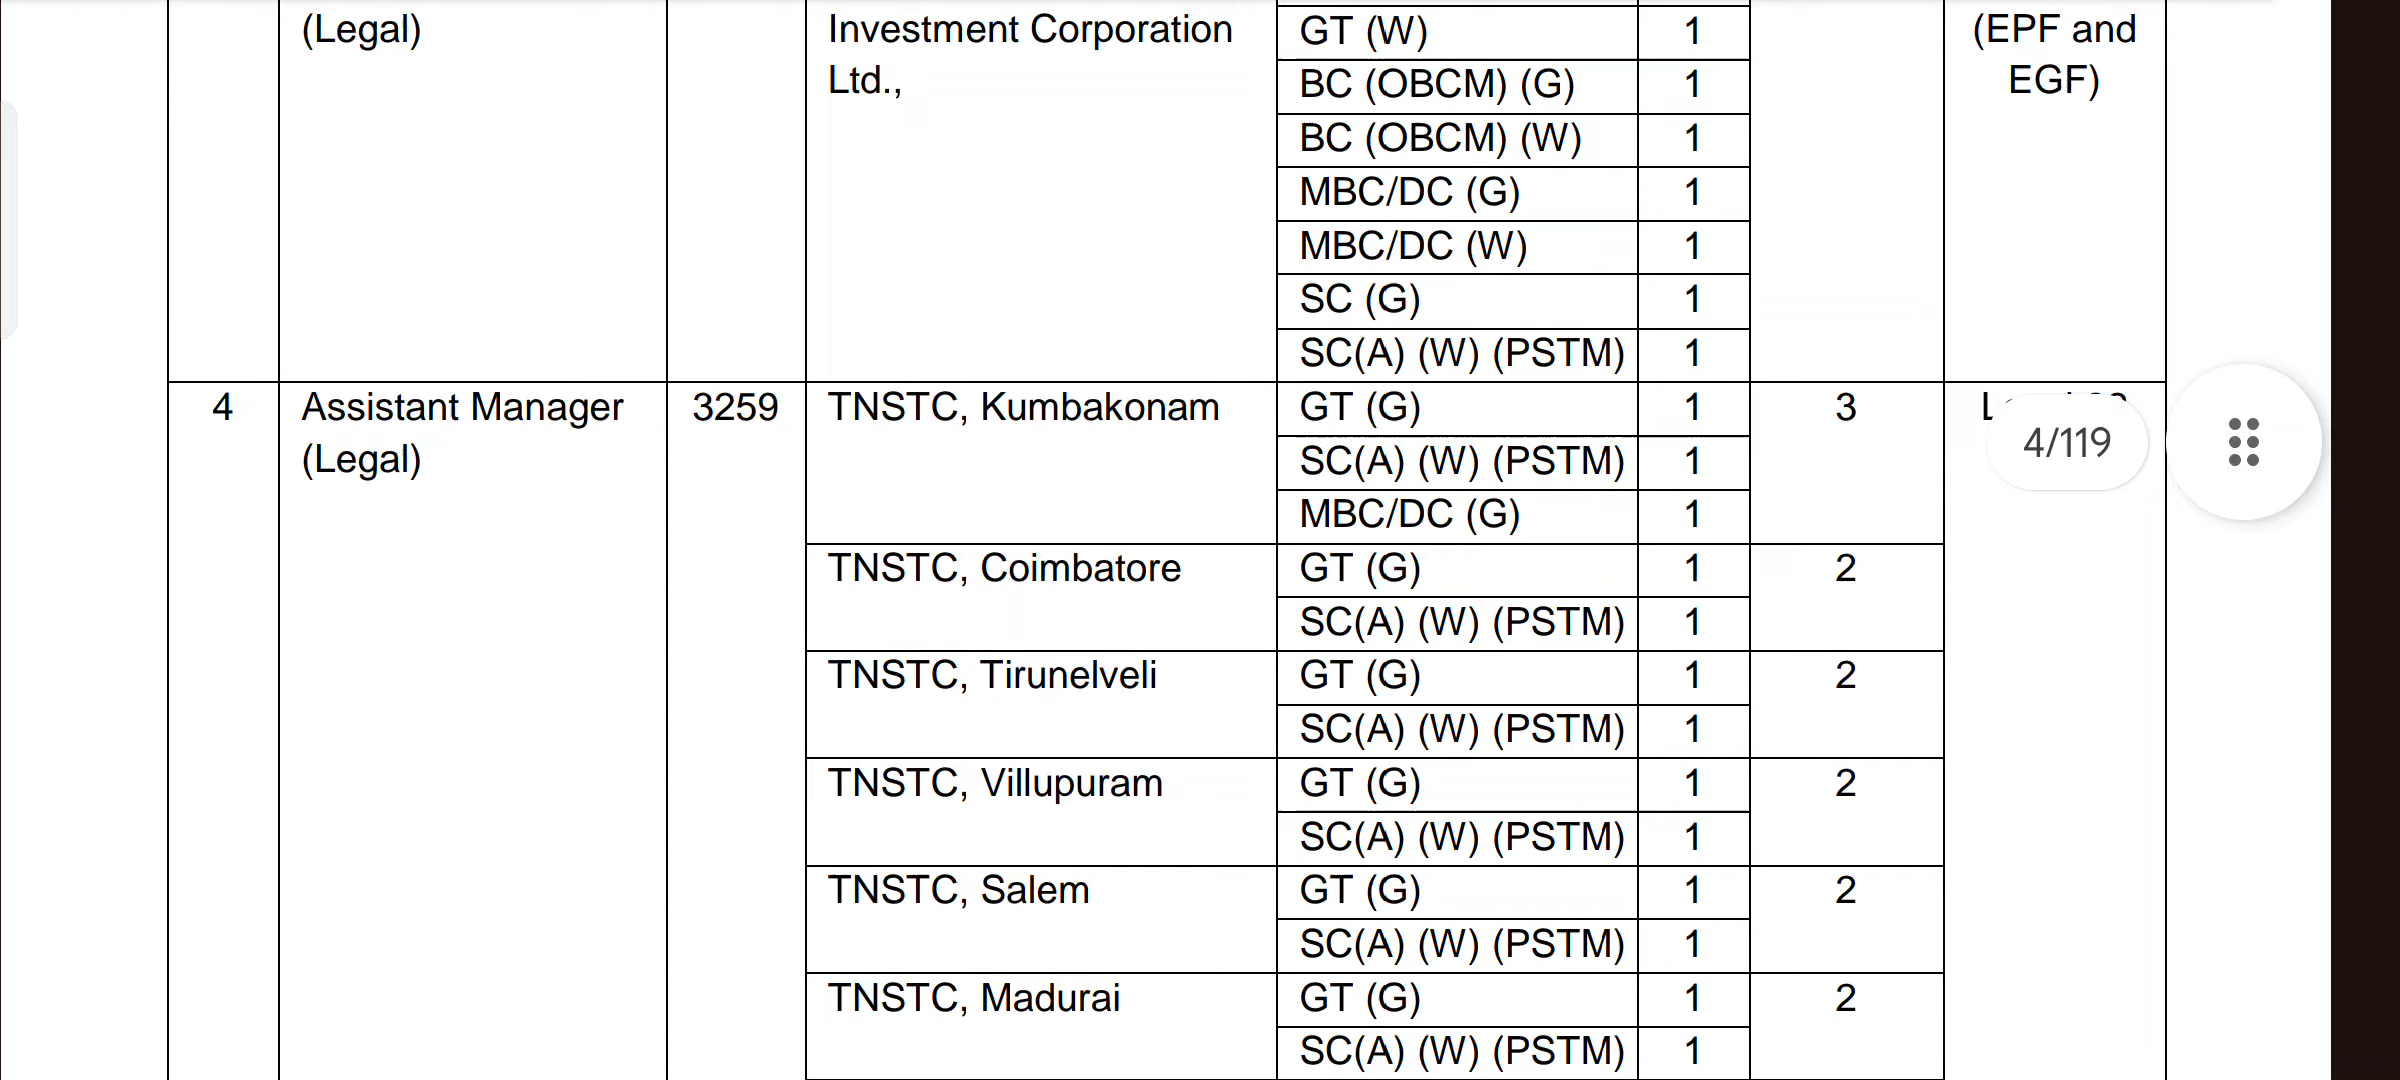 (Legal) Investment Corporation GT (W) 1 (EPF and
Ltd., BC (OBCM) (G) 1 EGF)
BC (OBCM) (W) 1
MBC/DC (G) 1
MBC/DC (W) 1
SC (G) 1
SC(A) (W) (PSTM) 1
4 Assistant Manager 3259 TNSTC, Kumbakonam GT (G) 1 3
(Legal) SC(A) (W) (PSTM) 1 4/119
MBC/DC (G) 1
TNSTC, Coimbatore GT (G) 1 2
SC(A) (W) (PSTM) 1
TNSTC, Tirunelveli GT (G) 1 2
SC(A) (W) (PSTM) 1
TNSTC, Villupuram GT (G) 1 2
SC(A) (W) (PSTM) 1
TNSTC, Salem GT (G) 1 2
SC(A) (W) (PSTM) 1
TNSTC, Madurai GT (G) 1 2
SC(A) (W) (PSTM) 1